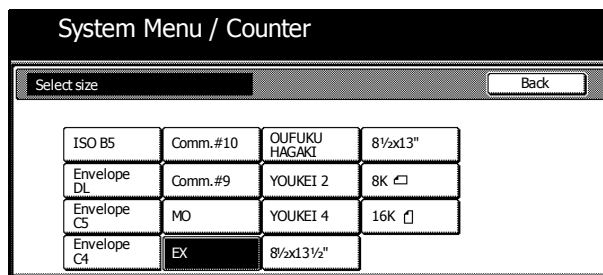 System Menu / Counter
Select size
Back
ISO B5
Comm.#10
OUFUKU
HAGAKI
8½x13"
Envelope
DL
Comm.#9
YOUKEI 2
8K
Envelope
C5
MO
YOUKEI 4
16K
Envelope
C4
EX
8½x13½"